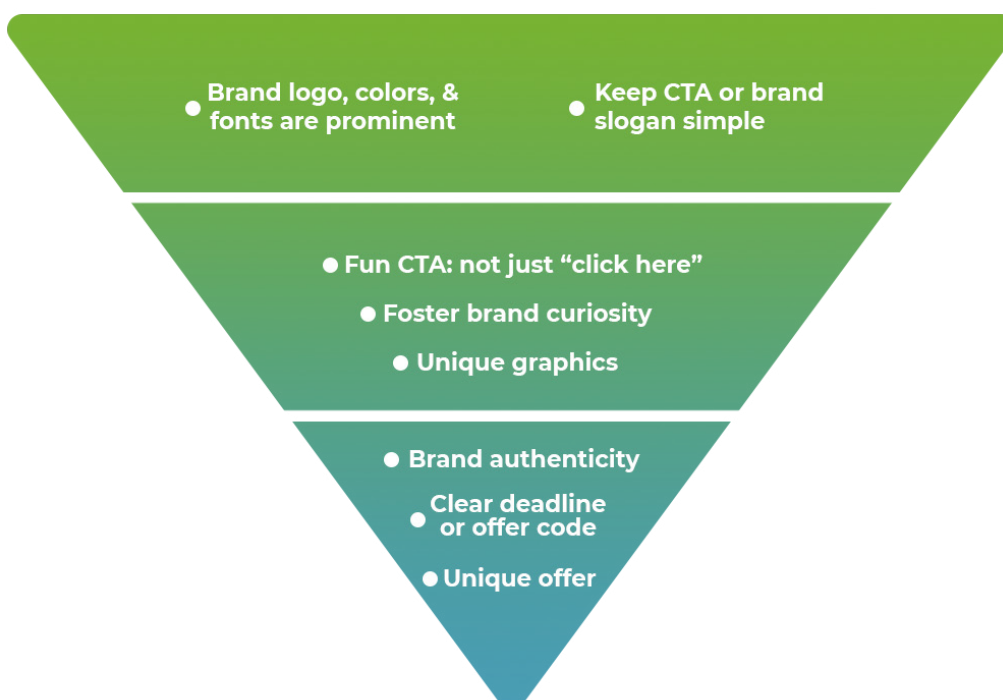 Brand logo, colors, &
fonts are prominent
Keep CTA or brand
slogan simple
Fun CTA: not just “click here”
Foster brand curiosity
Unique graphics
Brand authenticity
Clear deadline
or offer code
Unique offer